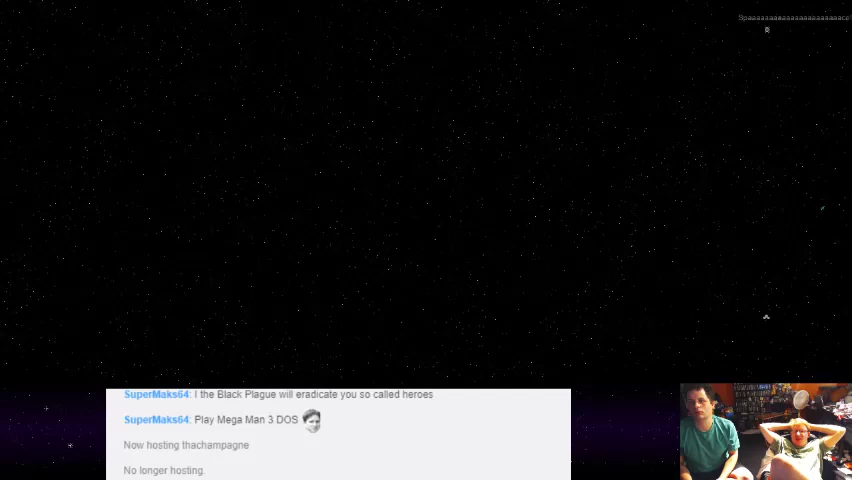 SuperMaks64: I the Black Plague will eradicate you so called heroes
SuperMaks64: Play Mega Man 3 DOS
Now hosting thachampagne
No longer hosting.